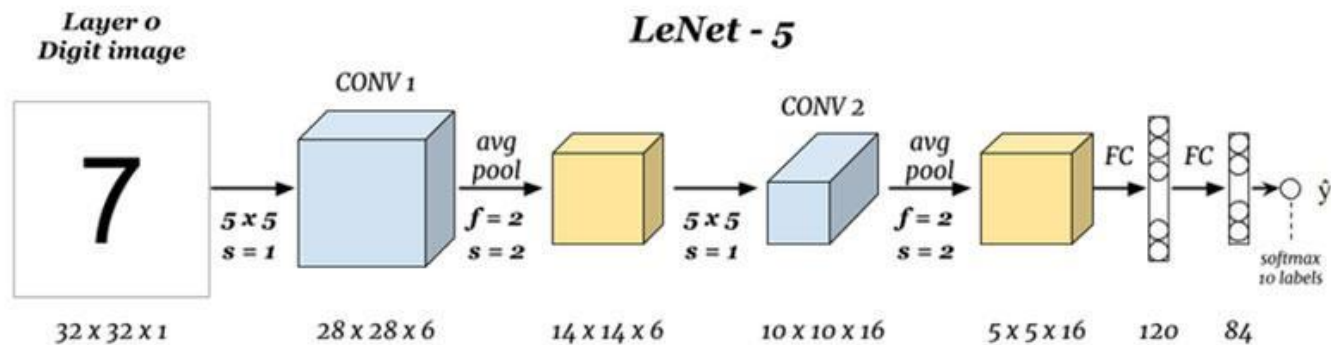 Layer 0
Digit image
LeNet - 5
7
CONV 1
CONV 2
5 x 5
s = 1
avg
pool
f = 2
s = 2
5 x 5
s = 1
avg
pool
f = 2
s = 2
FC
FC
ŷ
softmax
10 labels
32 x 32 x 1
28 x 28 x 6
14 x 14 x 6
10 x 10 x 16
5 x 5 x 16
120
84